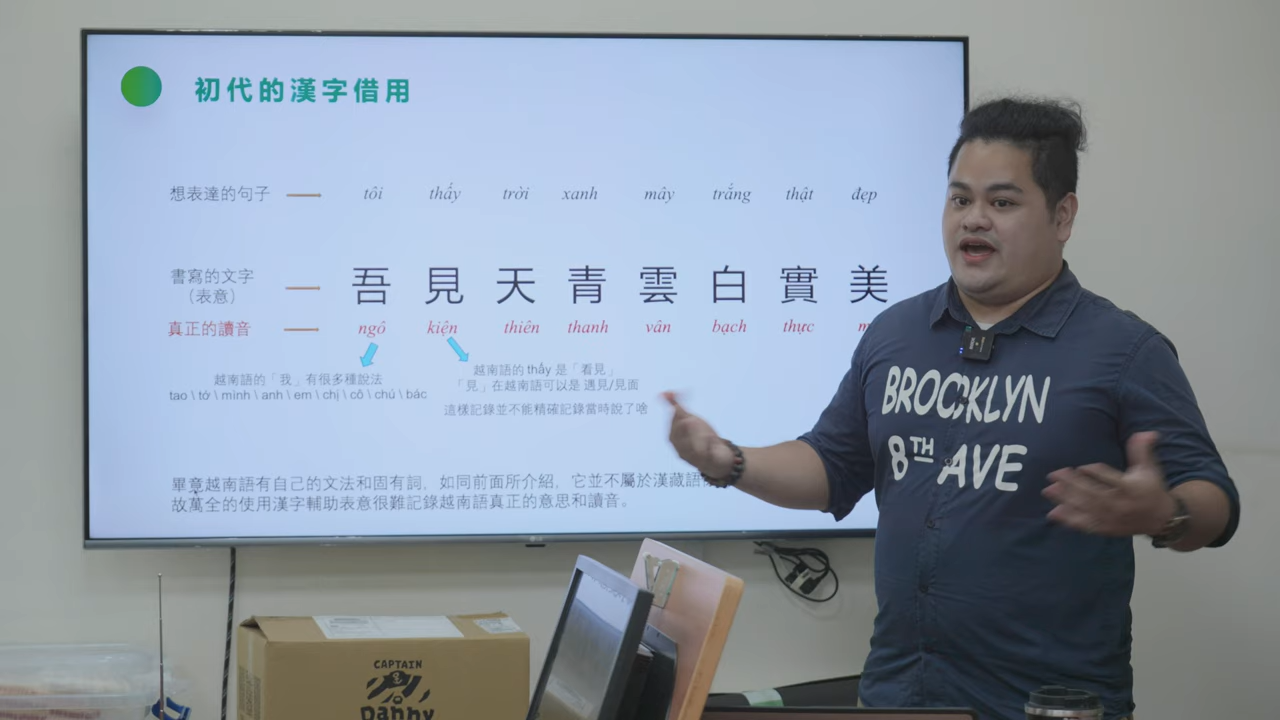 初代的漢字借用
想表達的句子 tôi thấy trời xanh mây trắng thật đẹp
書寫的文字
（表意）
吾見天青雲白實美
真正的讀音 ngô kiện thiên thanh vân bạch thực
越南語的「我」有很多種說法
tao \ tớ \ mình \ anh \ em \ chị \ cô \ chú \ bác
越南語的 thấy 是「看見」
「見」在越南語可以是 遇見/見面
這樣記錄並不能精確記錄當時說了啥
畢竟越南語有自己的文法和固有詞，如同前面所介紹，它並不屬於漢藏語
故萬全的使用漢字輔助表意很難記錄越南語真正的意思和讀音。
BROOKLYN
8TH AVE
CAPTAIN
Danny